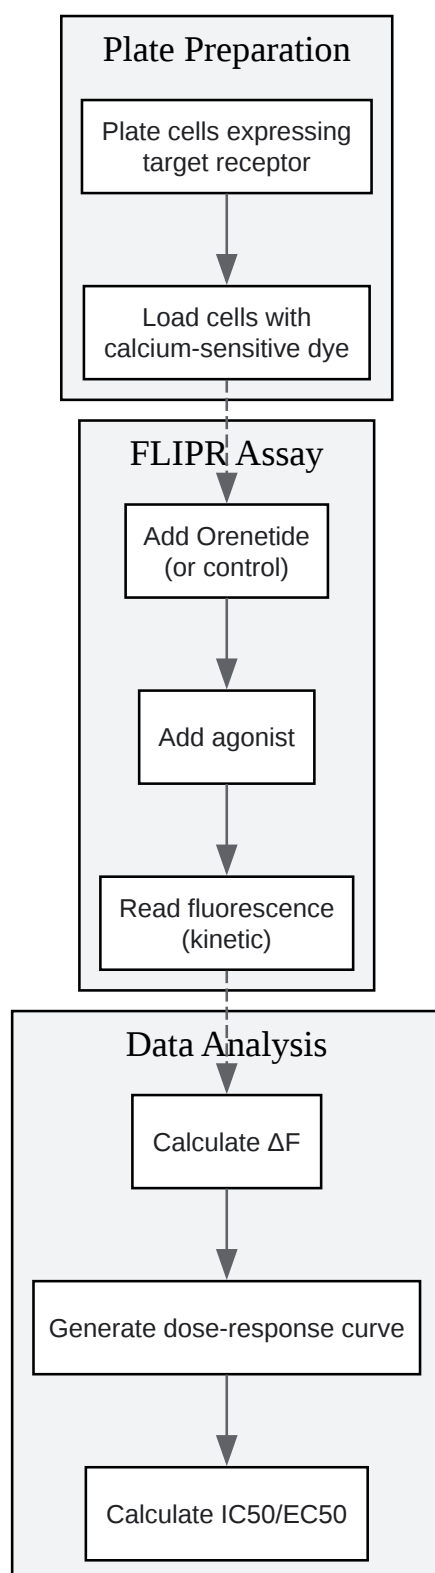 Plate Preparation
Plate cells expressing
target receptor
Load cells with
calcium-sensitive dye
FLIPR Assay
Add Orenetide
(or control)
Add agonist
Read fluorescence
(kinetic)
Data Analysis
Calculate ΔF
Generate dose-response curve
Calculate IC50/EC50